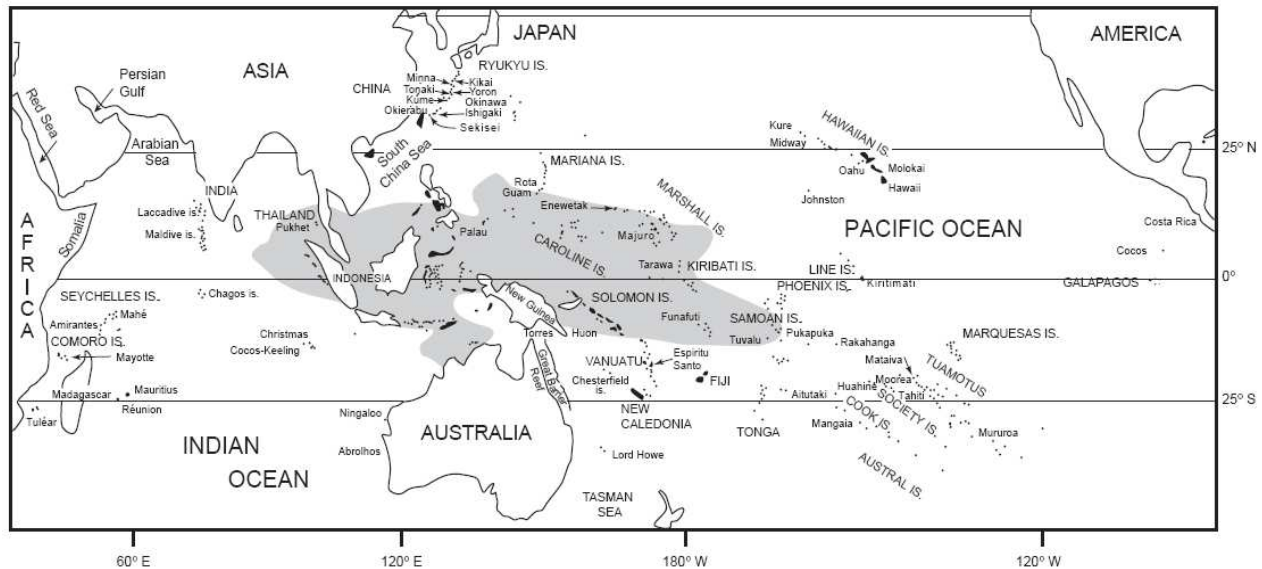 JAPAN
AMERICA
ASIA
RYUKYU IS.
Persian
Gulf
CHINA
Minna
Kikai
Tonaki
Yoron
Kume
Okinawa
Okierabu
Ishigaki
Sekisei
Red Sea
Arabian
Sea
South
China Sea
HAWAIIAN IS.
Kure
Midway
25° N
MARIANA IS.
Oahu
Molokai
Hawaii
INDIA
Rota
Guam
MARSHALL IS.
Johnston
Laccadive is.
THAILAND
Pukhet
Enewetak
AFRICA
Somalia
Maldive is.
Palau
Majuro
PACIFIC OCEAN
Costa Rica
CAROLINE IS.
Cocos
Tarawa
KIRIBATI IS.
LINE IS.
INDONESIA
0°
Kiritimati
GALAPAGOS
PHOENIX IS.
SEYCHELLES IS.
Chagos is.
New Guinea
SOLOMON IS.
Mahé
Amirantes
Funafuti
SAMOAN IS.
COMORO IS.
Christmas
Torres
Huon
Tuvalu
Pukapuka
MARQUESAS IS.
Rakahanga
Mayotte
Cocos-Keeling
VANUATU
Espiritu
Santo
Mataiva
TUAMOTUS
Great Barrier
Reef
Chesterfield
is.
FIJI
Moorea
Huahine
Madagascar
Mauritius
Aitutaki
Tahiti
SOCIETY IS.
Réunion
25° S
Tuléar
Ningaloo
NEW
CALEDONIA
COOK IS.
AUSTRALIA
TONGA
Mangaia
Mururoa
INDIAN
OCEAN
Abrolhos
Lord Howe
AUSTRAL IS.
TASMAN
SEA
60° E
120° E
180° W
120° W